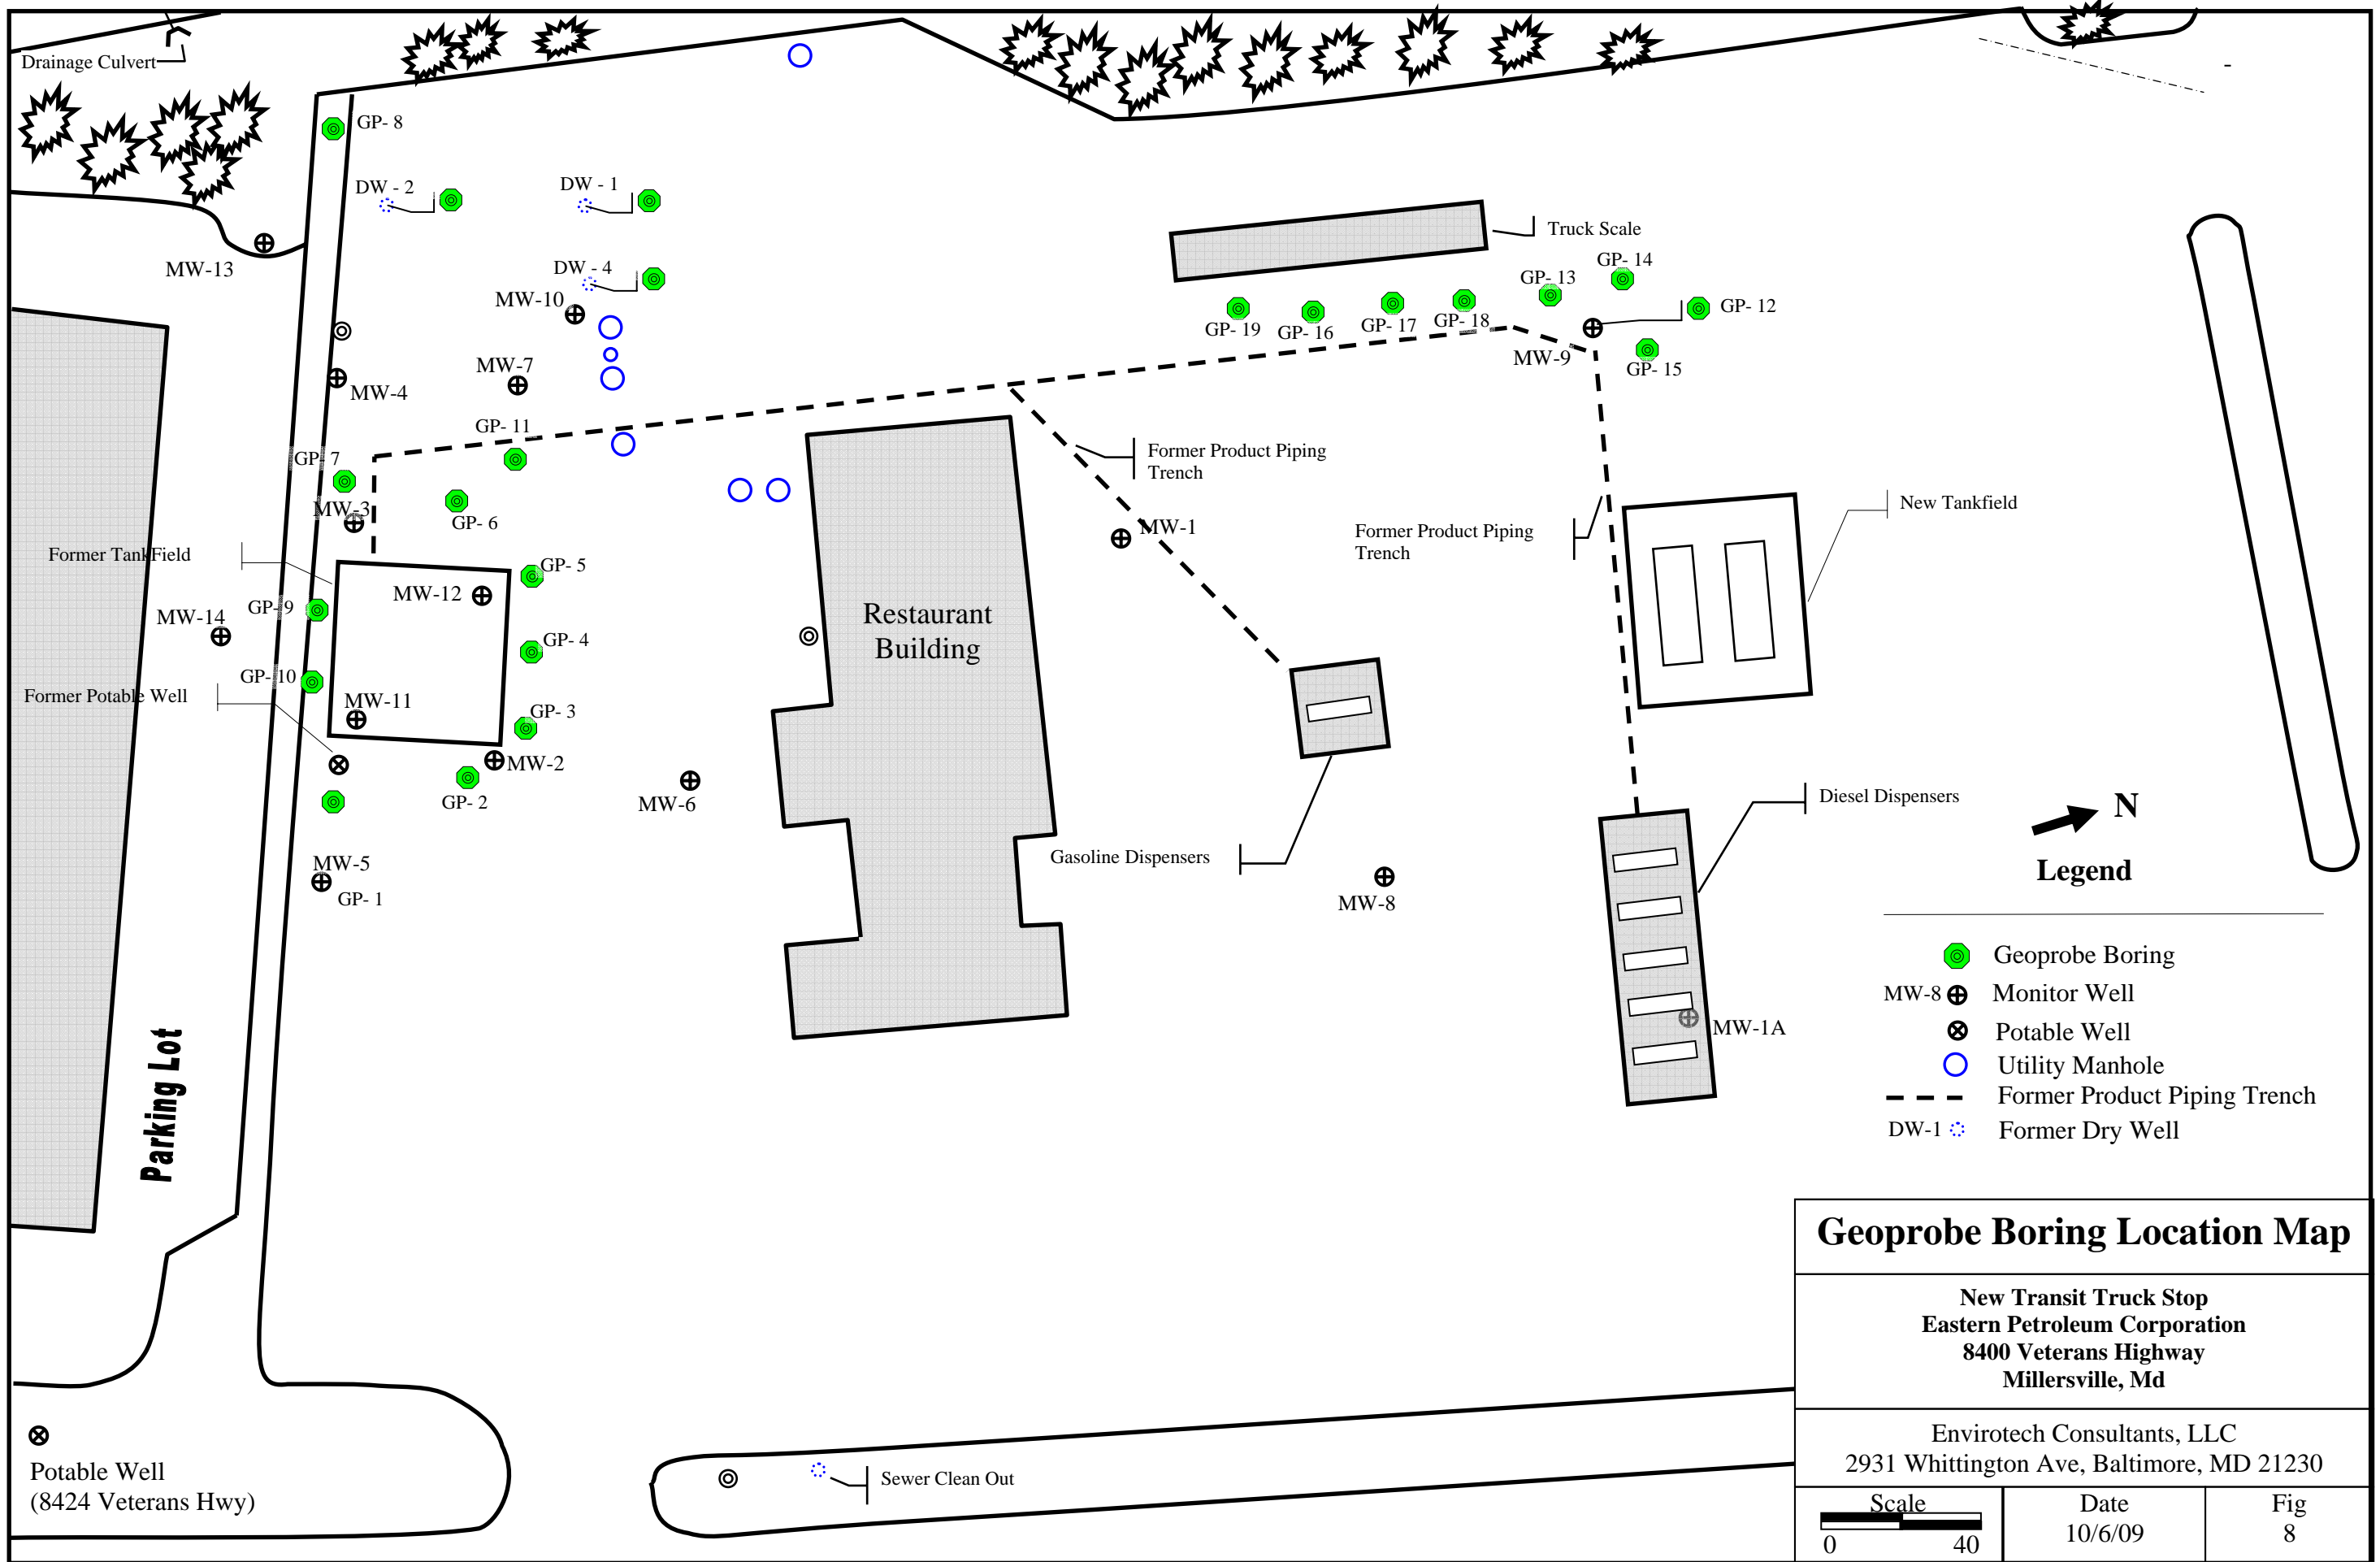 Drainage Culvert
GP- 8
DW - 2
DW - 1
MW-13
DW - 4
MW-10
Truck Scale
GP- 14
GP- 13
GP- 12
GP- 19
GP- 16
GP- 17
GP- 18
MW-9
GP- 15
MW-7
MW-4
GP- 11
GP- 7
Former Product Piping
Trench
MW-3
GP- 6
MW-1
Former Product Piping
Trench
New Tankfield
Former TankField
GP- 5
MW-12
MW-14
GP- 9
Restaurant
Building
GP- 4
GP- 10
Former Potable Well
MW-11
GP- 3
MW-2
GP- 2
MW-6
Diesel Dispensers
N
MW-5
GP- 1
Gasoline Dispensers
MW-8
Legend
Geoprobe Boring
MW-8 Monitor Well
Potable Well
Utility Manhole
Former Product Piping Trench
DW-1 Former Dry Well
MW-1A
Parking Lot
Potable Well
(8424 Veterans Hwy)
Sewer Clean Out
Geoprobe Boring Location Map
New Transit Truck Stop
Eastern Petroleum Corporation
8400 Veterans Highway
Millersville, Md
Envirotech Consultants, LLC
2931 Whittington Ave, Baltimore, MD 21230
Scale
0 40
Date
10/6/09
Fig
8